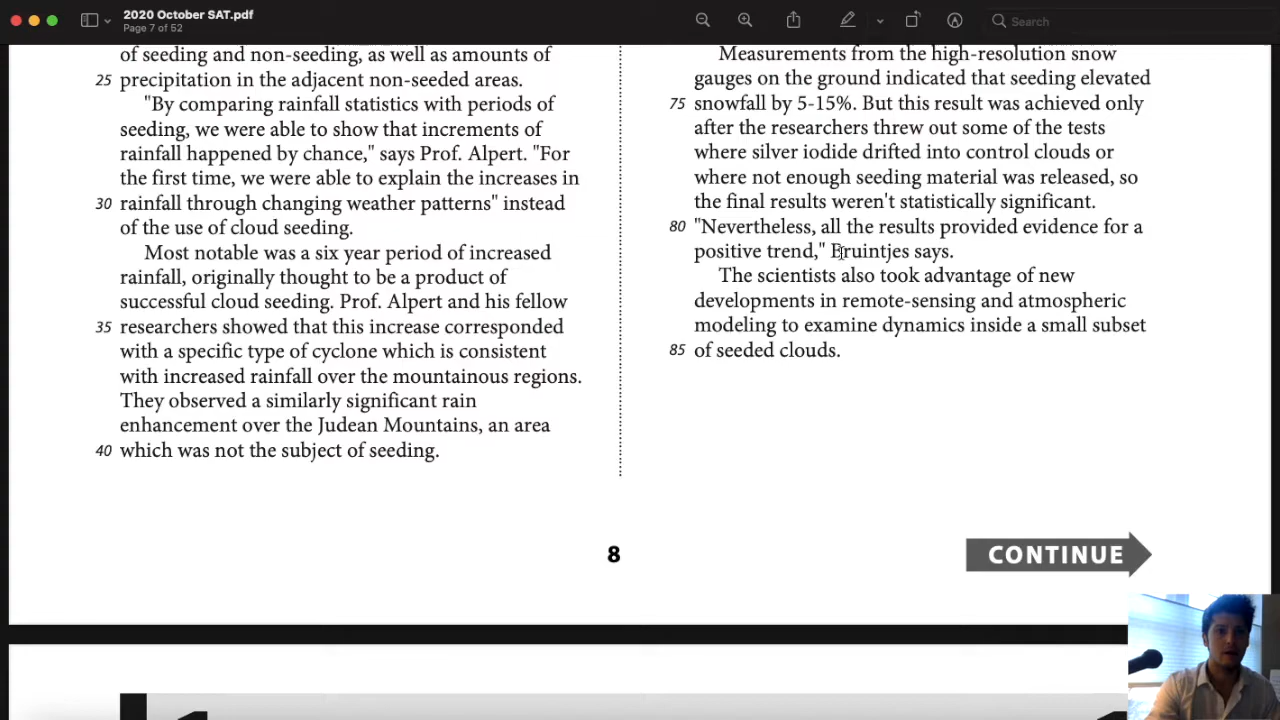 2020 October SAT.pdf
Page 7 of 52
Search
of seeding and non-seeding, as well as amounts of
25 precipitation in the adjacent non-seeded areas.
"By comparing rainfall statistics with periods of
seeding, we were able to show that increments of
rainfall happened by chance," says Prof. Alpert. "For
the first time, we were able to explain the increases in
30 rainfall through changing weather patterns" instead
of the use of cloud seeding.
Most notable was a six year period of increased
rainfall, originally thought to be a product of
successful cloud seeding. Prof. Alpert and his fellow
35 researchers showed that this increase corresponded
with a specific type of cyclone which is consistent
with increased rainfall over the mountainous regions.
They observed a similarly significant rain
enhancement over the Judean Mountains, an area
40 which was not the subject of seeding.
Measurements from the high-resolution snow
gauges on the ground indicated that seeding elevated
75 snowfall by 5-15%. But this result was achieved only
after the researchers threw out some of the tests
where silver iodide drifted into control clouds or
where not enough seeding material was released, so
the final results weren't statistically significant.
80 "Nevertheless, all the results provided evidence for a
positive trend," Bruintjes says.
The scientists also took advantage of new
developments in remote-sensing and atmospheric
modeling to examine dynamics inside a small subset
85 of seeded clouds.
8
CONTINUE